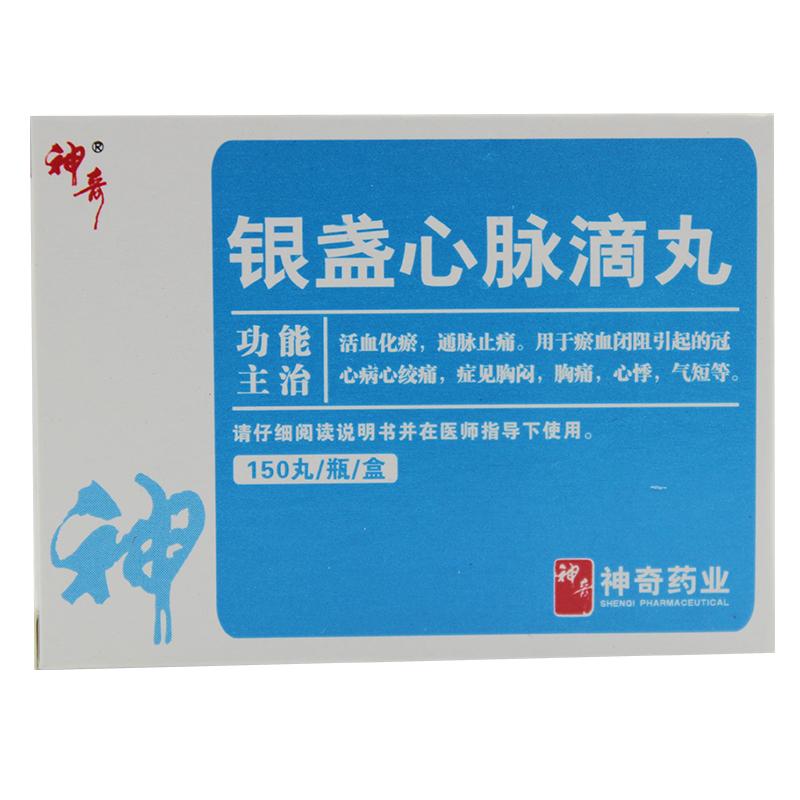 神奇®
银盏心脉滴丸
功能
主治
活血化瘀，通脉止痛。用于瘀血闭阻引起的冠
心病心绞痛，症见胸闷，胸痛，心悸，气短等。
请仔细阅读说明书并在医师指导下使用。
150丸/瓶/盒
神
神奇
神奇药业
SHENQI PHARMACEUTICAL